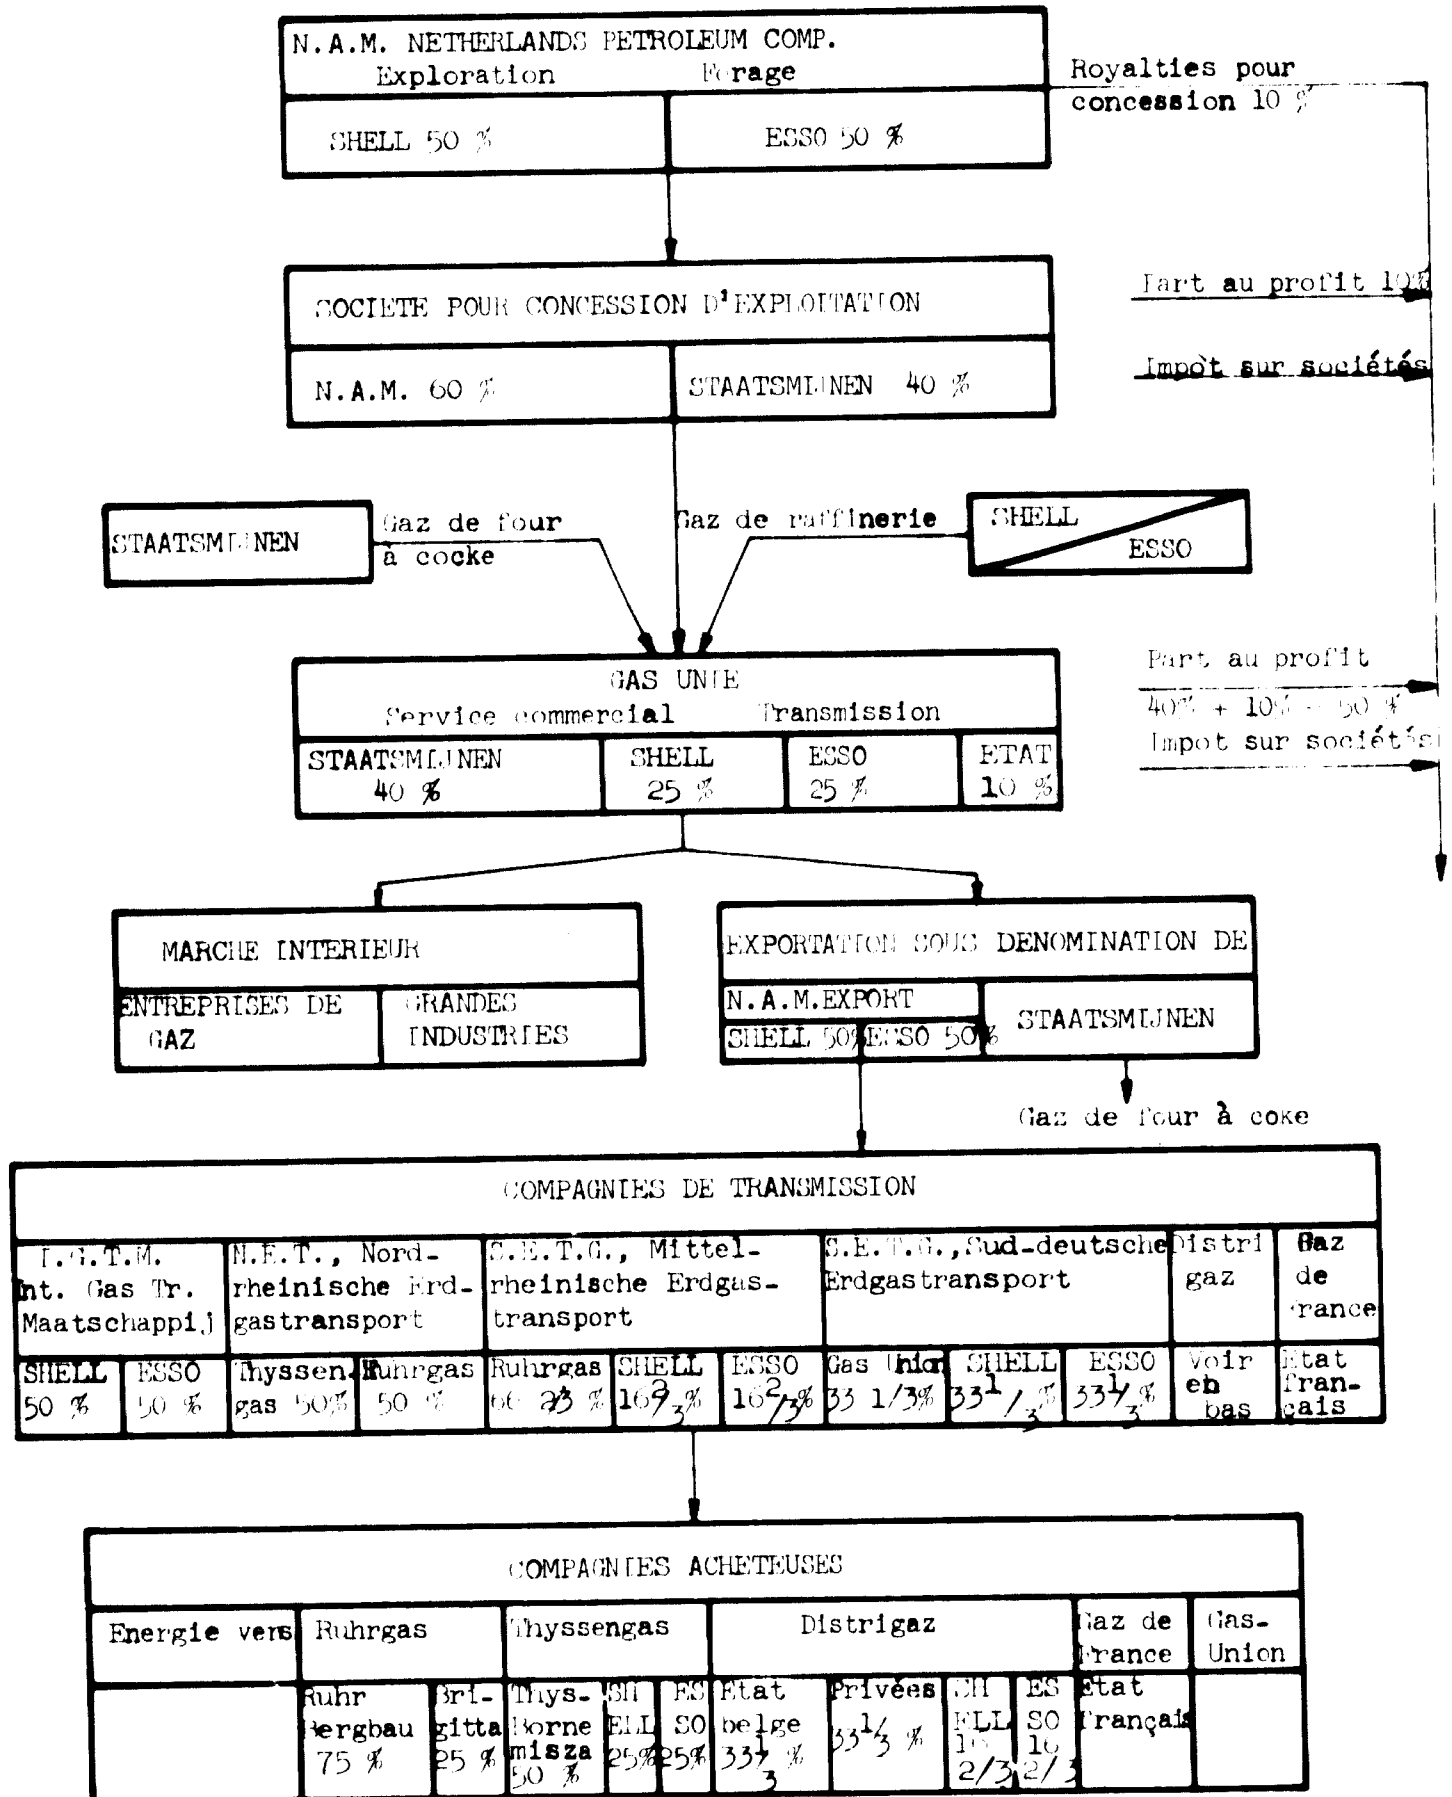 N.A.M. NETHERLANDS PETROLEUM COMP.
Exploration Forage
SHELL 50 %
ESSO 50 %
Royalties pour
concession 10 %
SOCIETE POUR CONCESSION D'EXPLOITATION
N.A.M. 60 %
STAATSMIJNEN 40 %
Part au profit 10%
Impôt sur sociétés
STAATSMIJNEN
Gaz de four
à cocke
Gaz de raffinerie
SHELL
ESSO
GAS UNIE
Service commercial Transmission
STAATSMIJNEN
40 %
SHELL
25 %
ESSO
25 %
ETAT
10 %
Part au profit
40% + 10% = 50 %
Impot sur sociétés
MARCHE INTERIEUR
ENTREPRISES DE
GAZ
GRANDES
INDUSTRIES
EXPORTATION SOUS DENOMINATION DE
N.A.M.EXPORT
SHELL 50%
ESSO 50%
STAATSMIJNEN
Gaz de four à coke
COMPAGNIES DE TRANSMISSION
I.G.T.M.
Int. Gas Tr.
Maatschappij
N.E.T., Nord-
rheinische Erd-
gastransport
S.E.T.G., Mittel-
rheinische Erdgas-
transport
S.E.T.G.,Sud-deutsche
Erdgastransport
Distri
gaz
Gaz
de
France
SHELL
50 %
ESSO
50 %
Thyssen
gas 50%
Ruhrgas
50 %
Ruhrgas
66 2/3 %
SHELL
16 2/3 %
ESSO
16 2/3 %
Gas Union
33 1/3%
SHELL
33 1/3 %
ESSO
33 1/3 %
Voir
en
bas
Etat
fran-
çais
COMPAGNIES ACHETEUSES
Energie vers
Ruhrgas
Thyssengas
Distrigaz
Gaz de
France
Gas-
Union
Ruhr
Bergbau
75 %
Bri-
gitta
25 %
Thys-
Borne
misza
50 %
SH
ELL
25%
ES
SO
25%
Etat
belge
33 1/3 %
Privées
33 1/3 %
SH
ELL
16
2/3
ES
SO
16
2/3
Etat
français